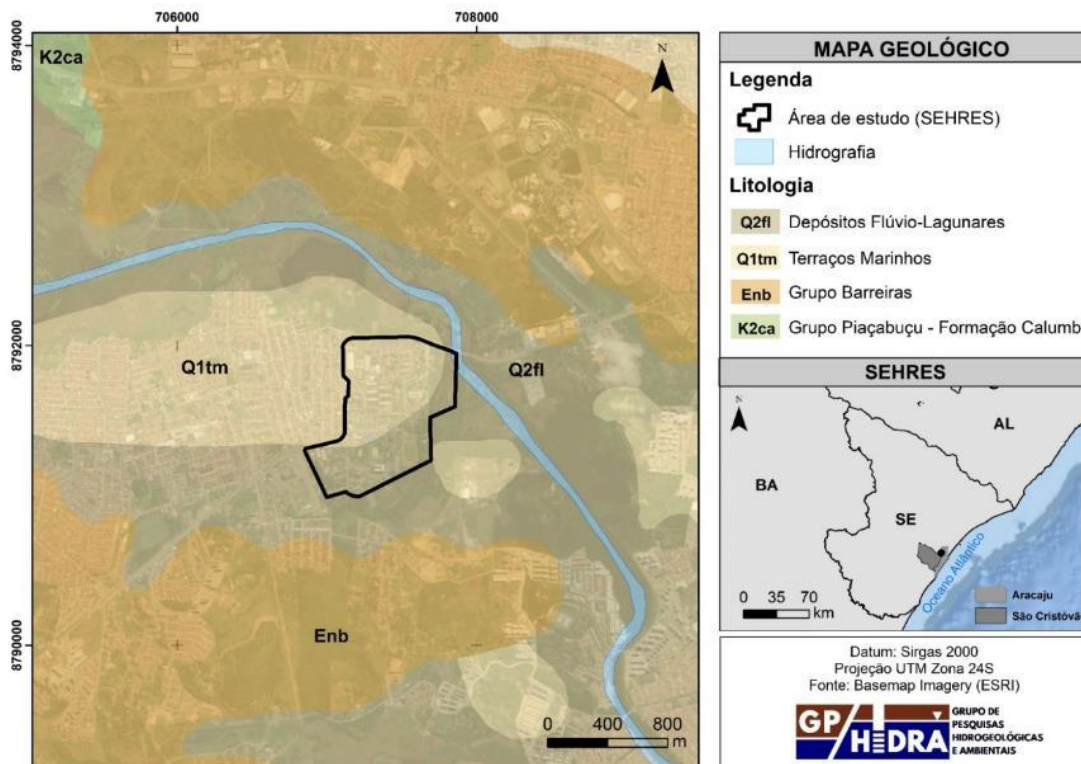 706000
708000
8794000
8792000
8790000
K2ca
N
Q1tm
Q2fl
Enb
0 400 800
m
MAPA GEOLÓGICO
Legenda
Área de estudo (SEHRES)
Hidrografia
Litologia
Q2fl Depósitos Flúvio-Lagunares
Q1tm Terraços Marinhos
Enb Grupo Barreiras
K2ca Grupo Piaçabuçu - Formação Calumb
SEHRES
N
AL
BA
SE
Oceano Atlântico
0 35 70
km
Aracaju
São Cristóvão
Datum: Sirgas 2000
Projeção UTM Zona 24S
Fonte: Basemap Imagery (ESRI)
GP HIDRA
GRUPO DE
PESQUISAS
HIDROGEOLÓGICAS
E AMBIENTAIS